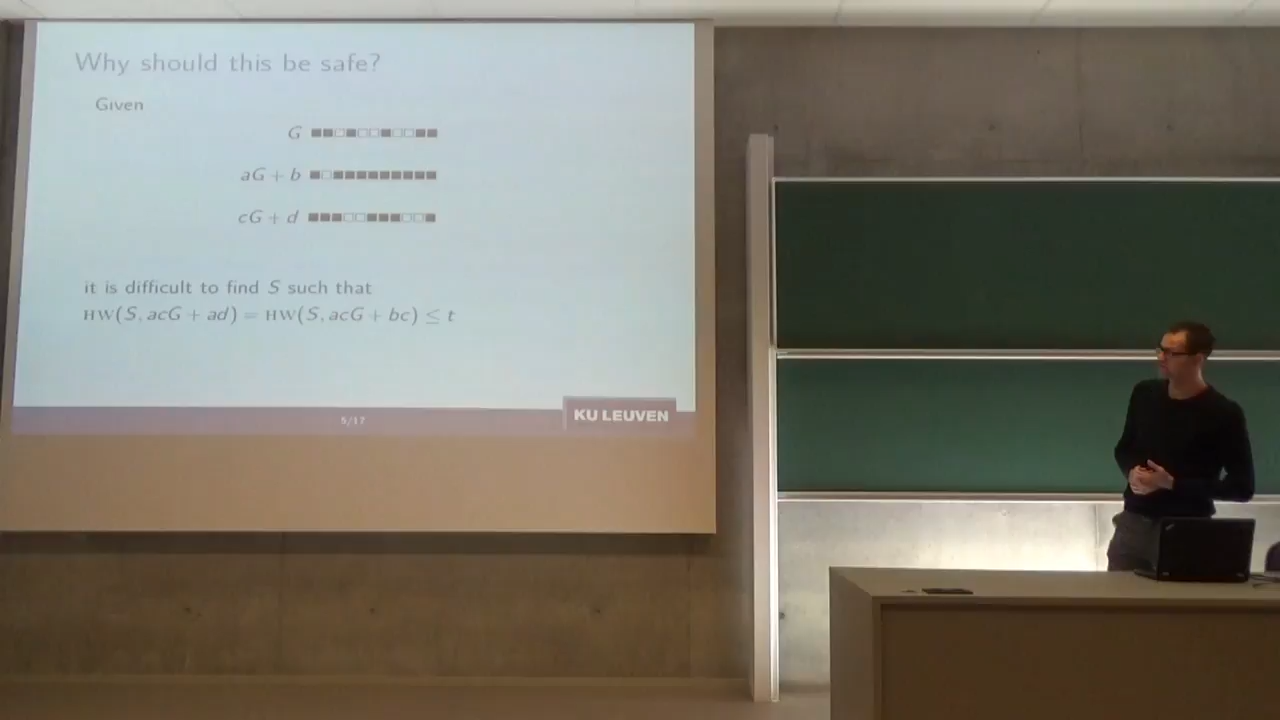 Why should this be safe?
Given
G
aG + b
cG + d
it is difficult to find S such that
HW(S, acG + ad) = HW(S, acG + bc) ≤ t
5/17
KU LEUVEN